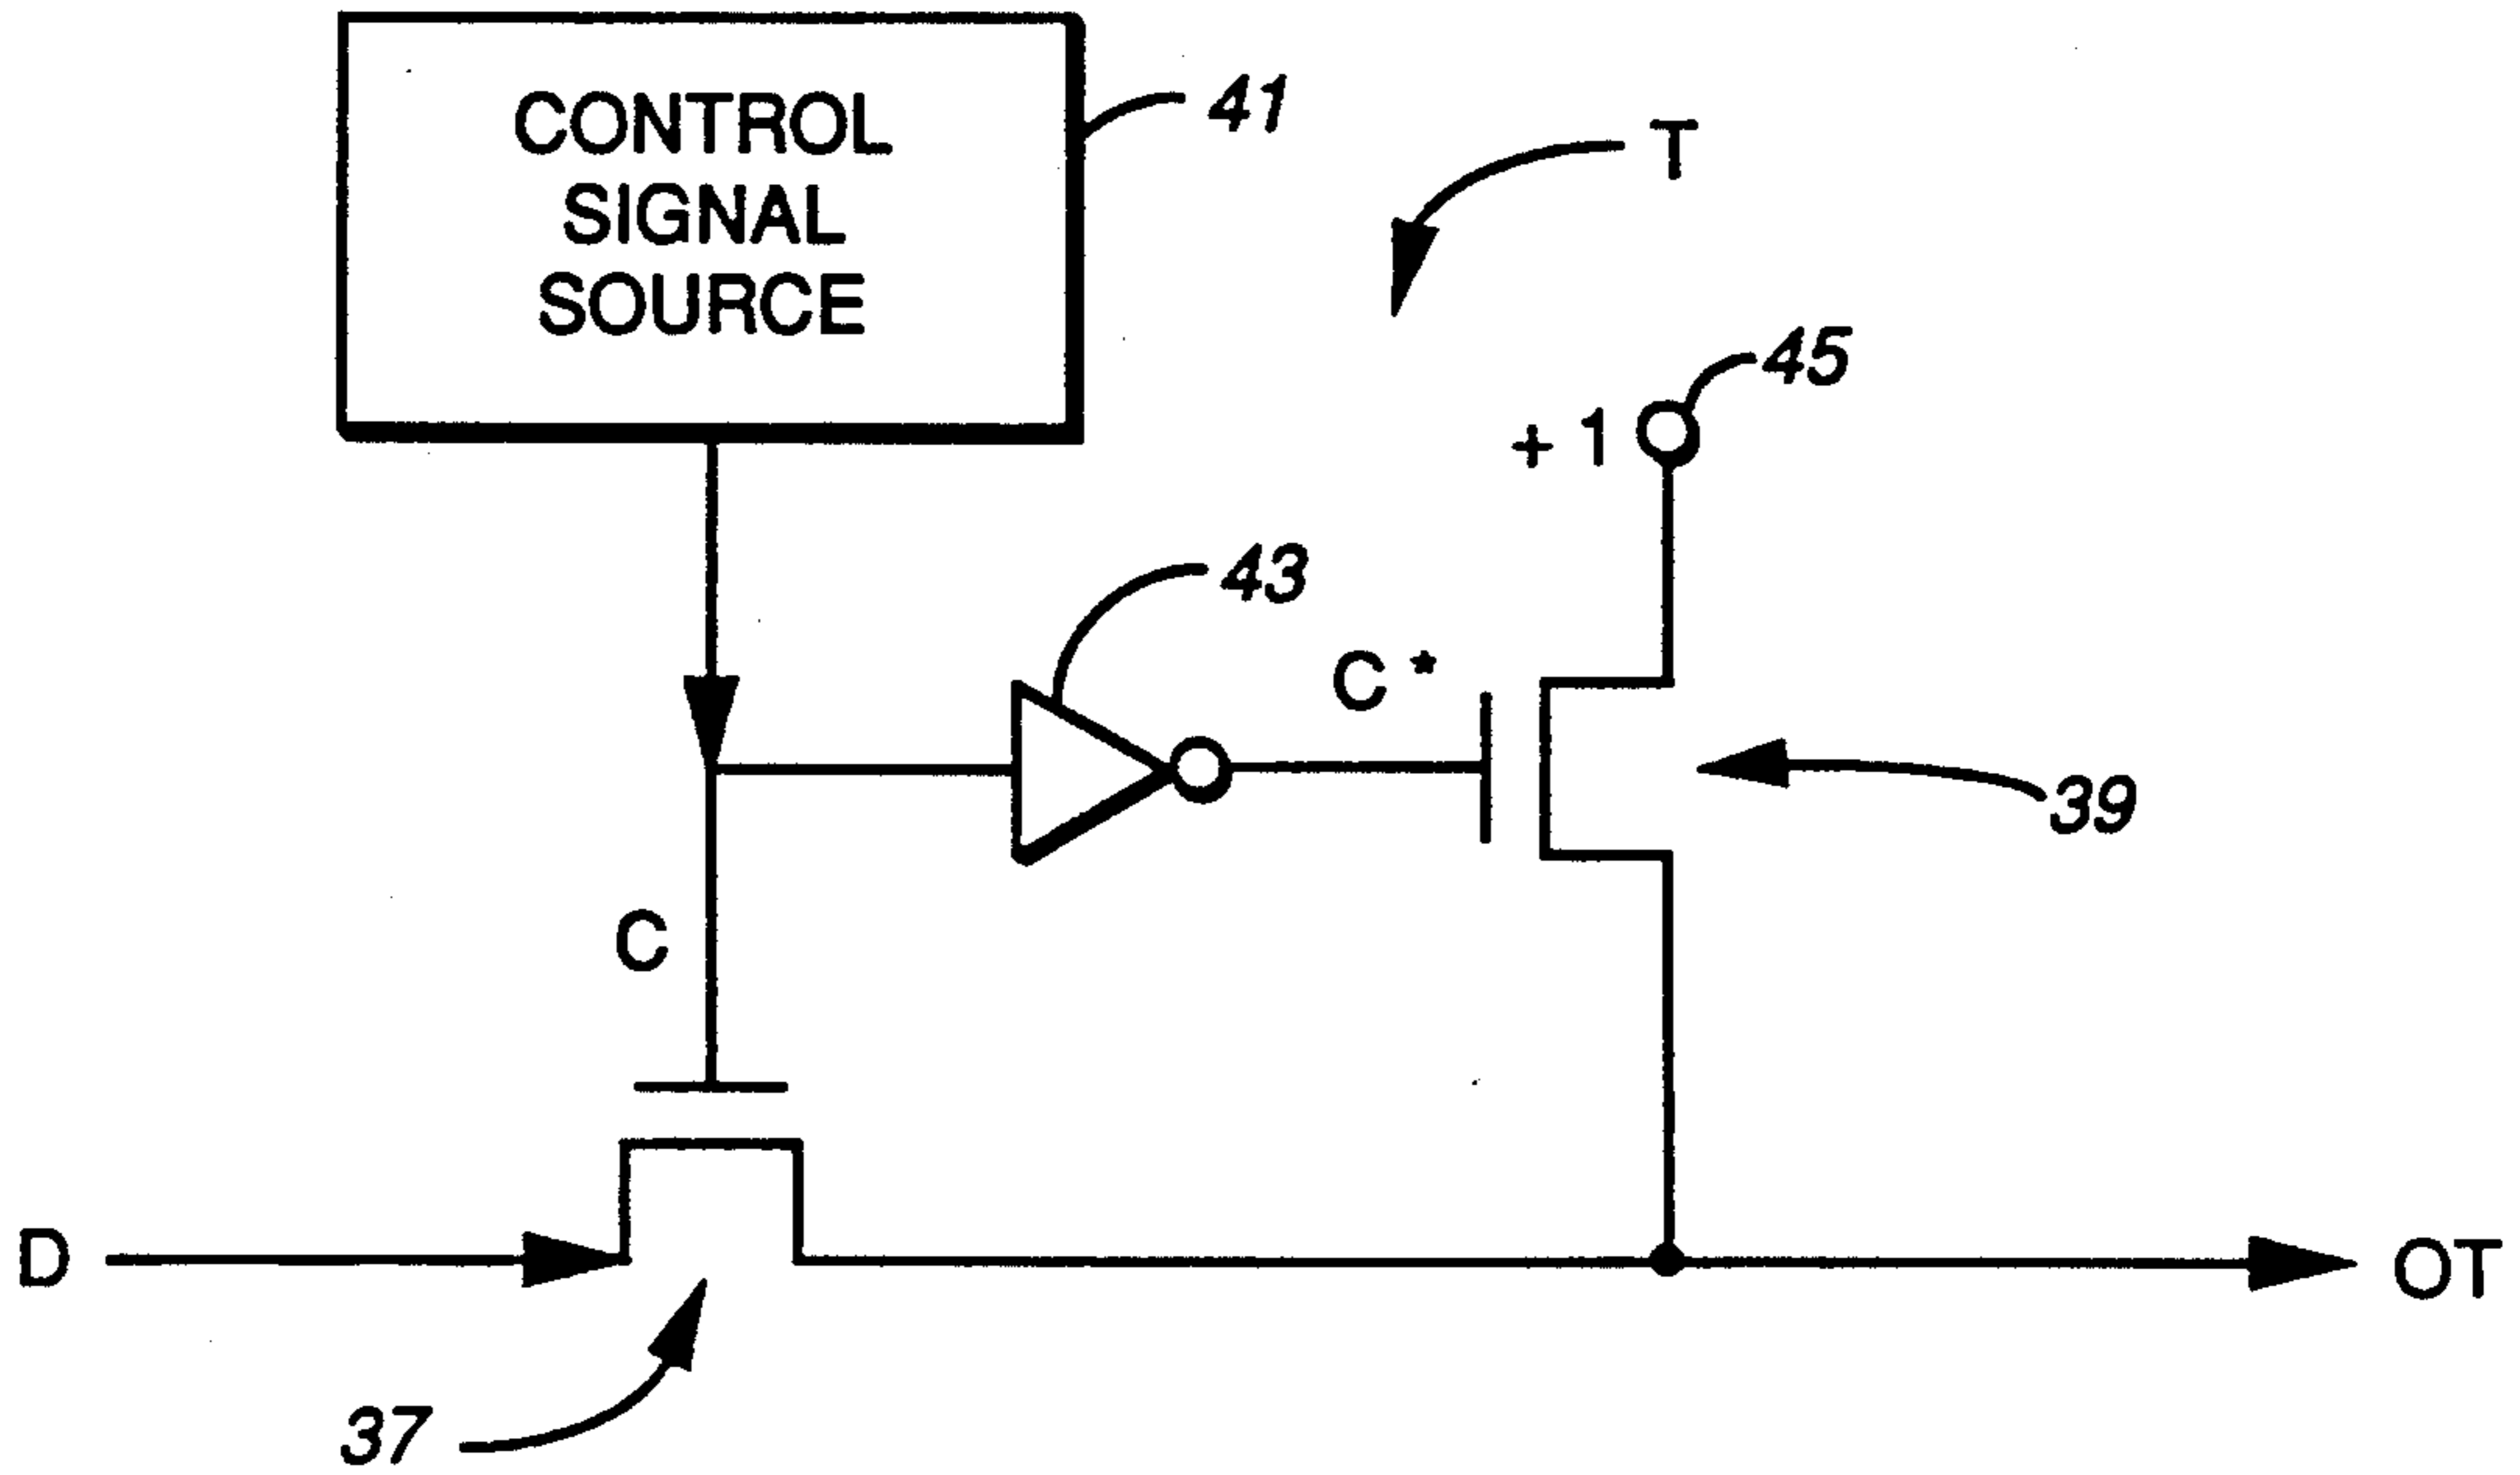 CONTROL
SIGNAL
SOURCE
41
T
45
+ 1
43
C *
39
C
D
OT
37